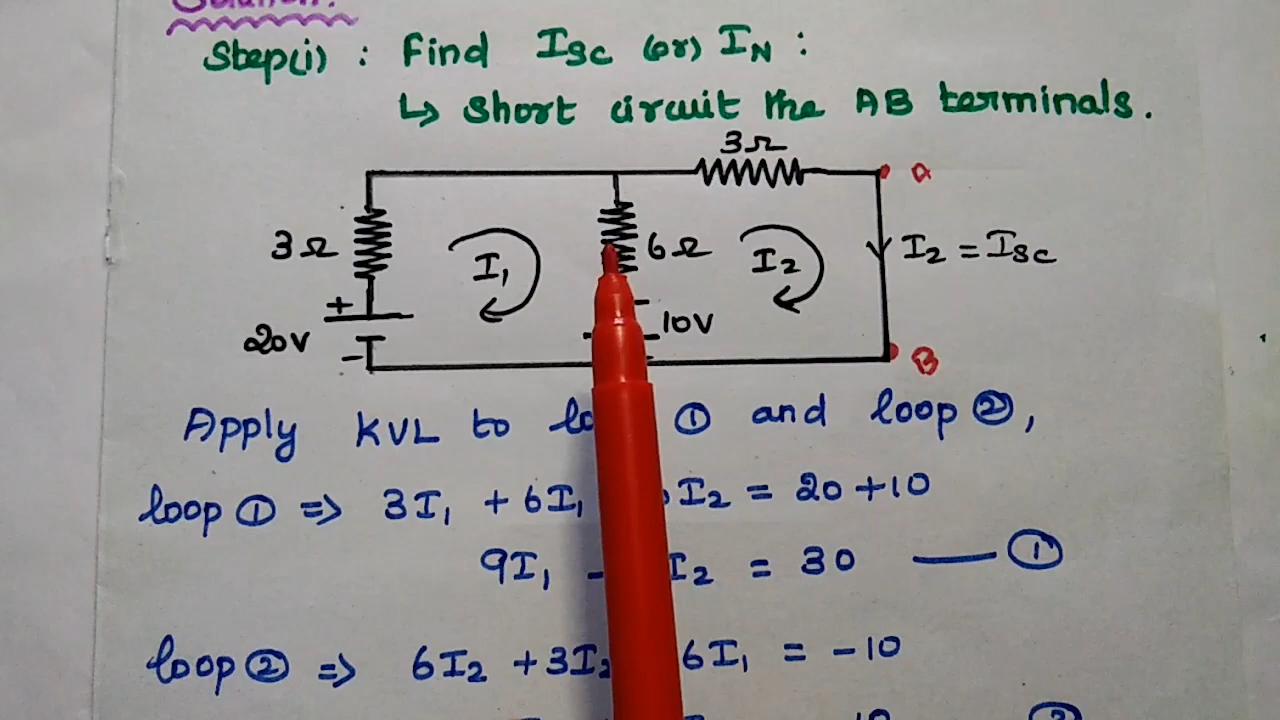 Solution:
Step(i) : Find ISC (or) IN :
↳ Short circuit the AB terminals.
3Ω
A
3Ω
I1
6Ω
I2
I2 = ISC
+
20V
-
10V
B
Apply KVL to ① and loop ②,
loop ① ⇒ 3I1 + 6I1 I2 = 20+10
9I1 - I2 = 30 —— ①
loop ② ⇒ 6I2 +3I2 6I1 = -10